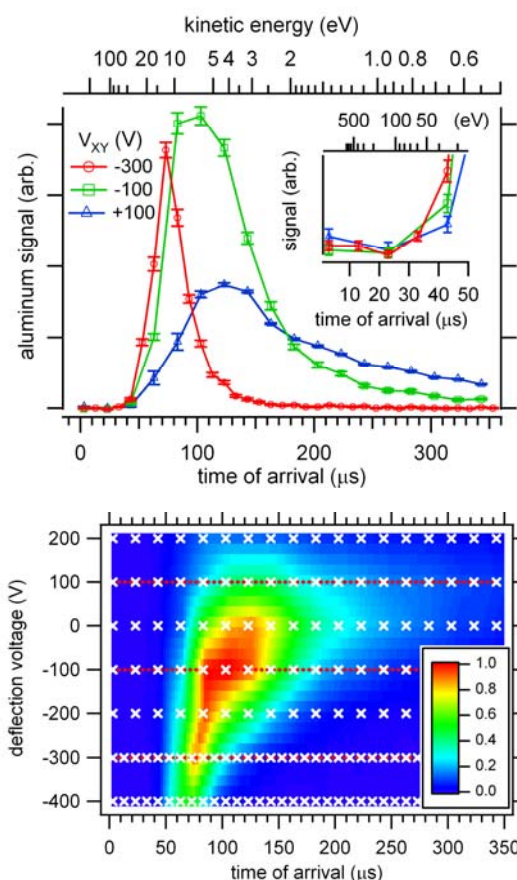 kinetic energy (eV)
100 20 10 5 4 3 2 1.0 0.8 0.6
V_XY (V)
-300
-100
+100
500 100 50 (eV)
signal (arb.)
10 20 30 40 50
time of arrival (μs)
aluminum signal (arb.)
0 100 200 300
time of arrival (μs)
200
100
0
-100
-200
-300
-400
deflection voltage (V)
1.0
0.8
0.6
0.4
0.2
0.0
0 50 100 150 200 250 300 350
time of arrival (μs)